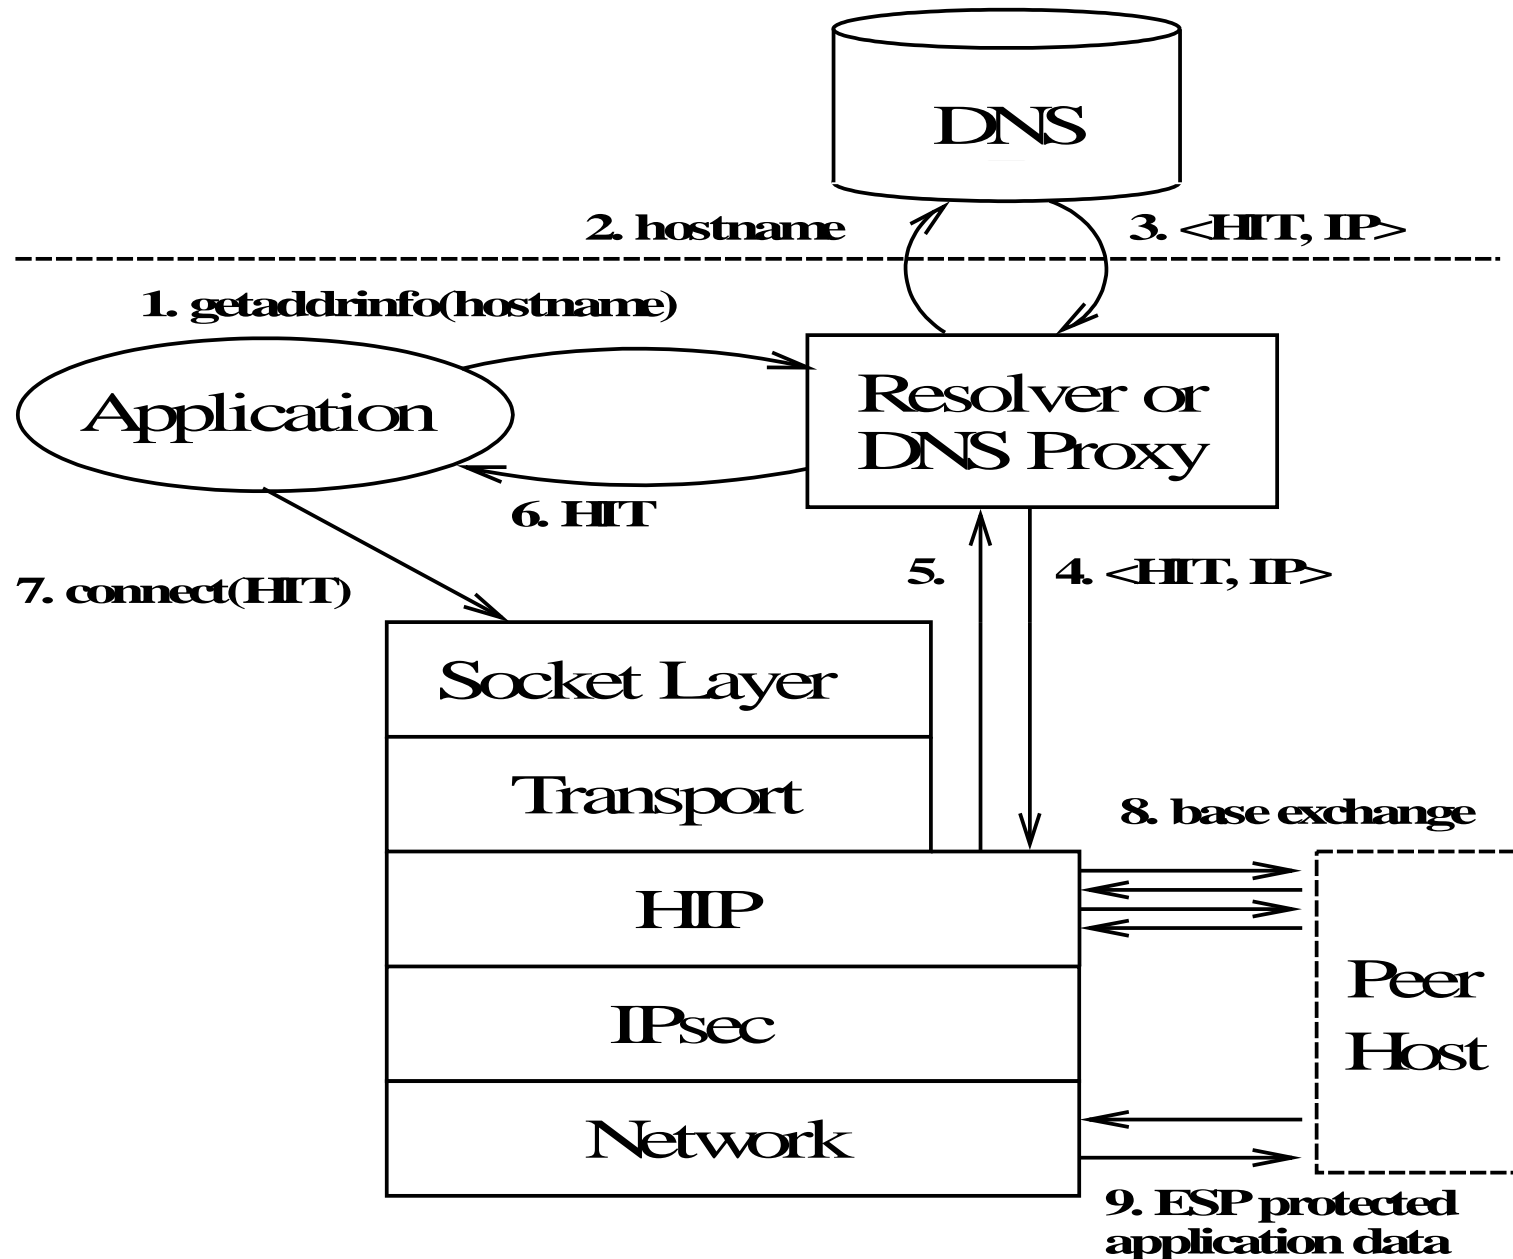 DNS
2. hostname
3. <HIT, IP>
1. getaddrinfo(hostname)
Application
Resolver or
DNS Proxy
6. HIT
5.
4. <HIT, IP>
7. connect(HIT)
Socket Layer
Transport
8. base exchange
HIP
Peer
Host
IPsec
Network
9. ESP protected
application data